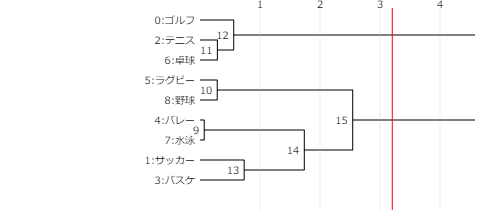 1 2 3 4
0:ゴルフ
12
2:テニス
11
6:卓球
5:ラグビー
10
8:野球
15
4:バレー
9
7:水泳
14
1:サッカー
13
3:バスケ